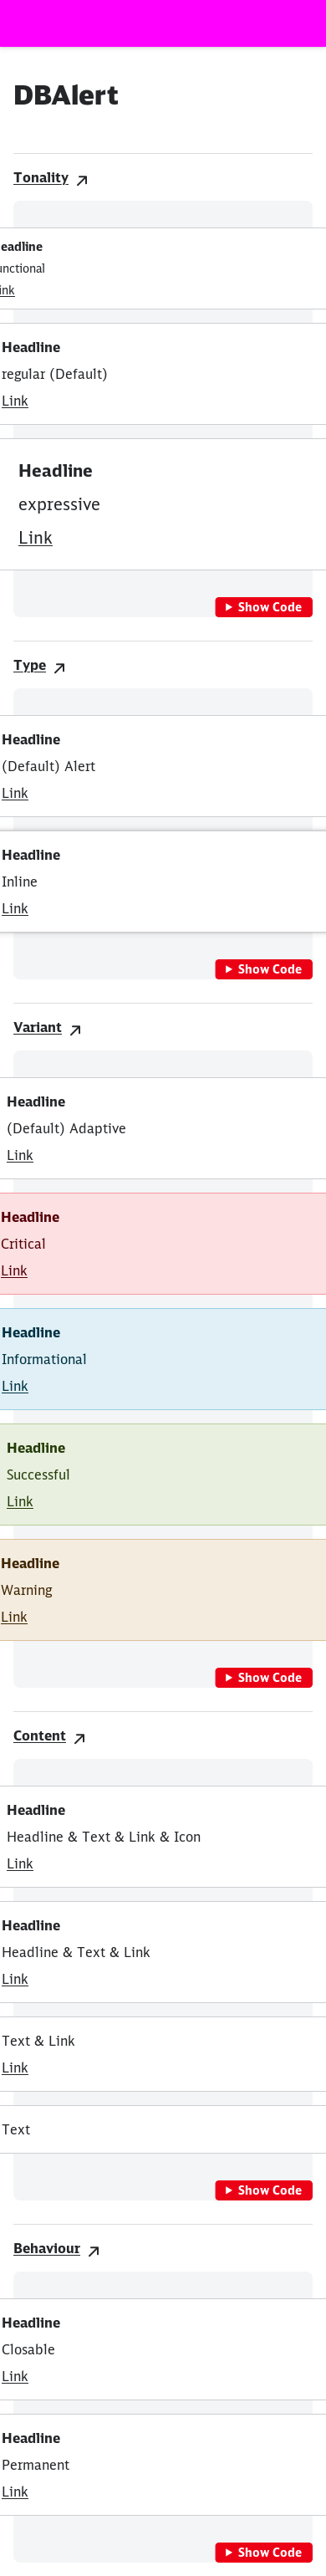 DBAlert
Tonality
eadline
unctional
ink
Headline
regular (Default)
Link
Headline
expressive
Link
Show Code
Type
Headline
(Default) Alert
Link
Headline
Inline
Link
Show Code
Variant
Headline
(Default) Adaptive
Link
Headline
Critical
Link
Headline
Informational
Link
Headline
Successful
Link
Headline
Warning
Link
Show Code
Content
Headline
Headline & Text & Link & Icon
Link
Headline
Headline & Text & Link
Link
Text & Link
Link
Text
Show Code
Behaviour
Headline
Closable
Link
Headline
Permanent
Link
Show Code